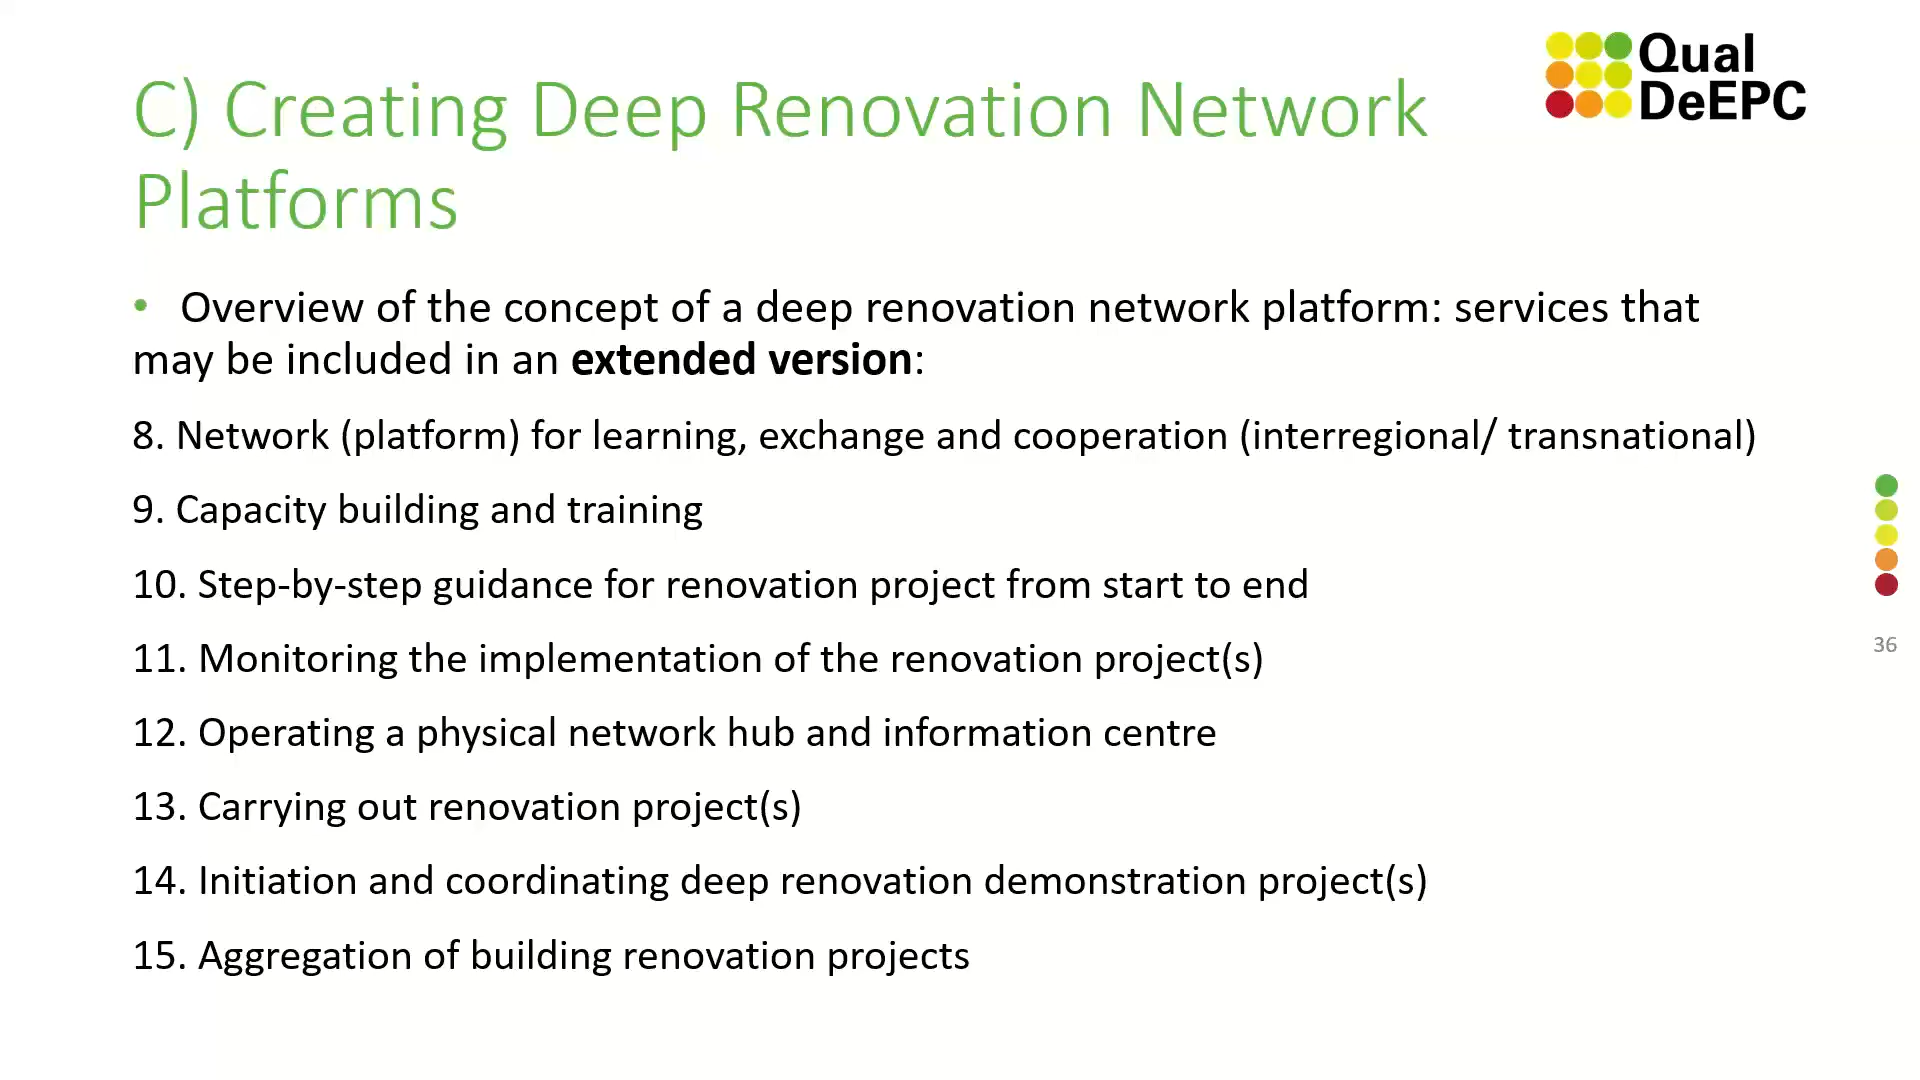 Qual
DeEPC
C) Creating Deep Renovation Network
Platforms
• Overview of the concept of a deep renovation network platform: services that
may be included in an extended version:
8. Network (platform) for learning, exchange and cooperation (interregional/ transnational)
9. Capacity building and training
10. Step-by-step guidance for renovation project from start to end
11. Monitoring the implementation of the renovation project(s)
12. Operating a physical network hub and information centre
13. Carrying out renovation project(s)
14. Initiation and coordinating deep renovation demonstration project(s)
15. Aggregation of building renovation projects
36